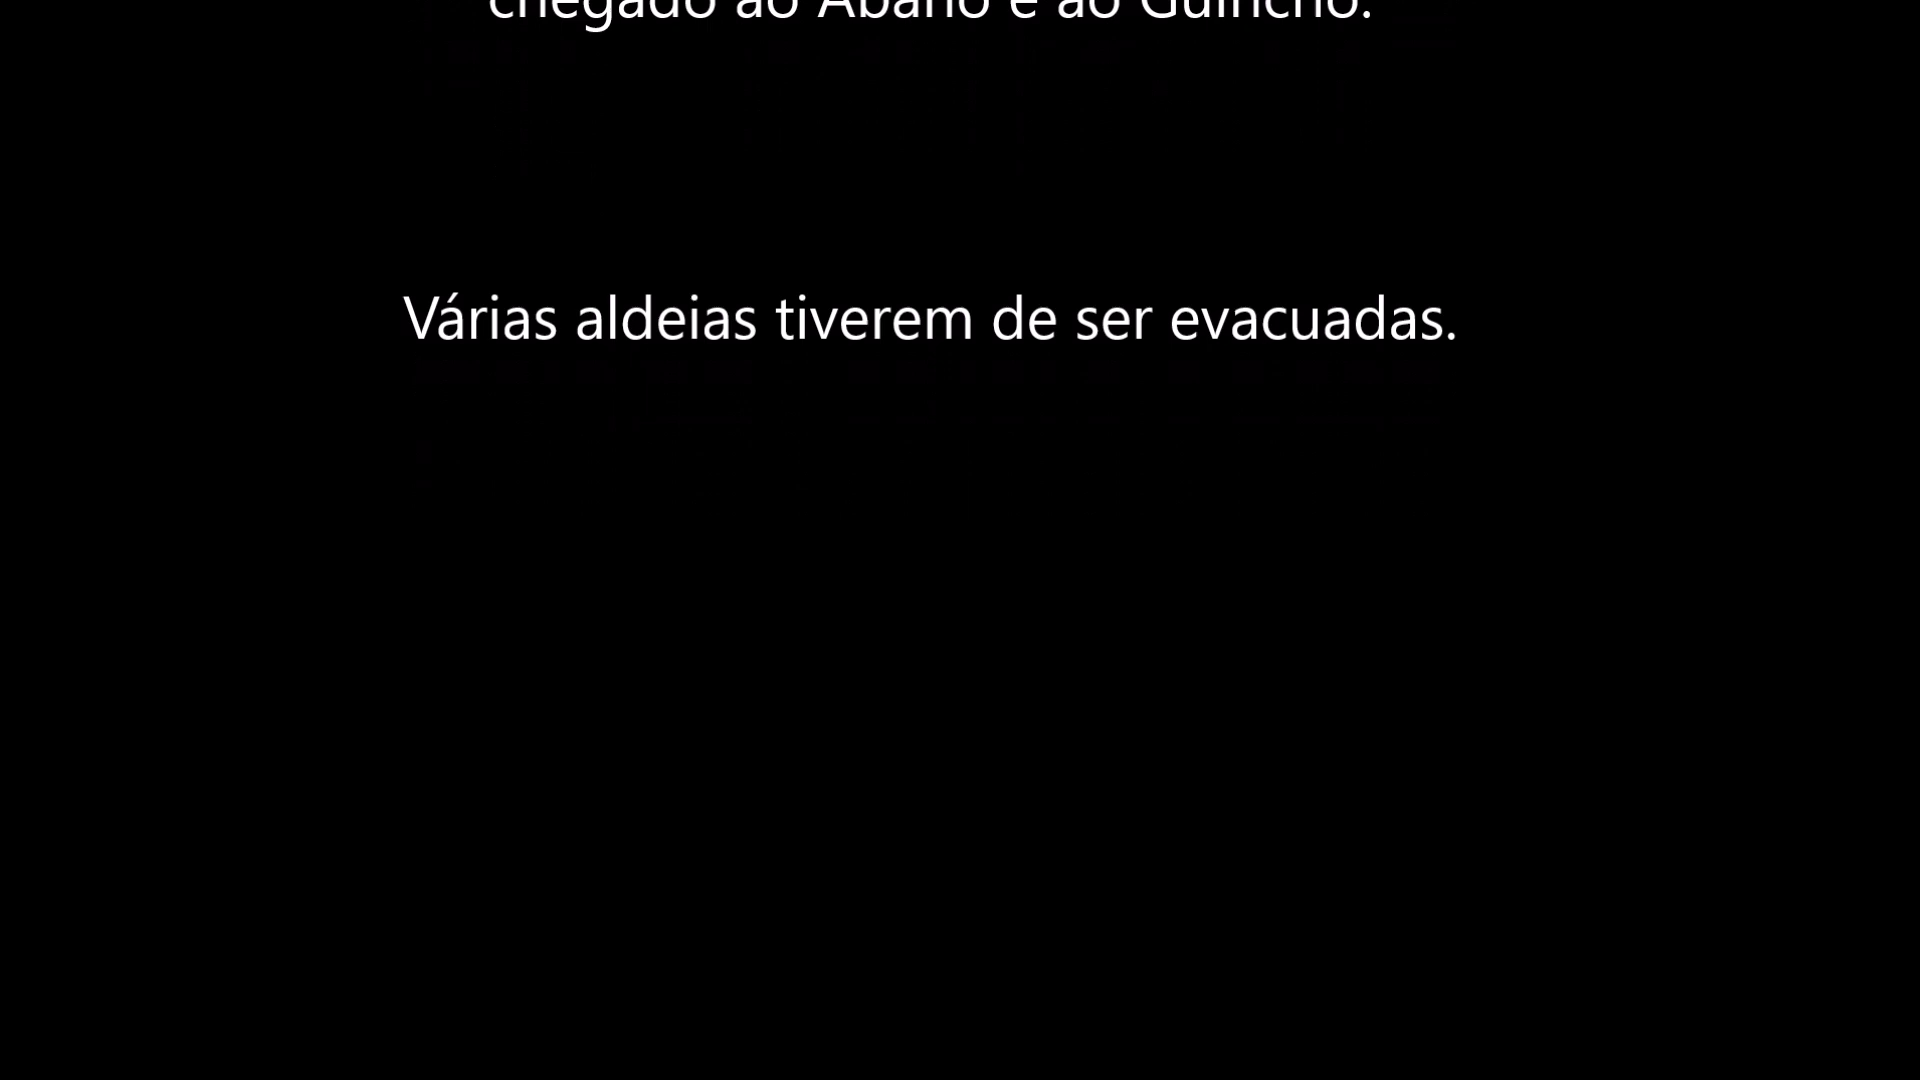 chegado ao Abano e ao Guincho.
Várias aldeias tiverem de ser evacuadas.